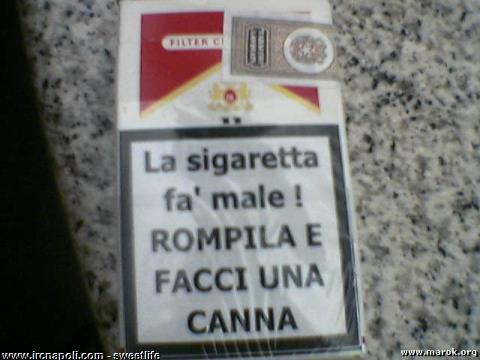 FILTER CI
La sigaretta
fa' male !
ROMPILA E
FACCI UNA
CANNA
www.ircnapoli.com - sweetlife
www.marok.org